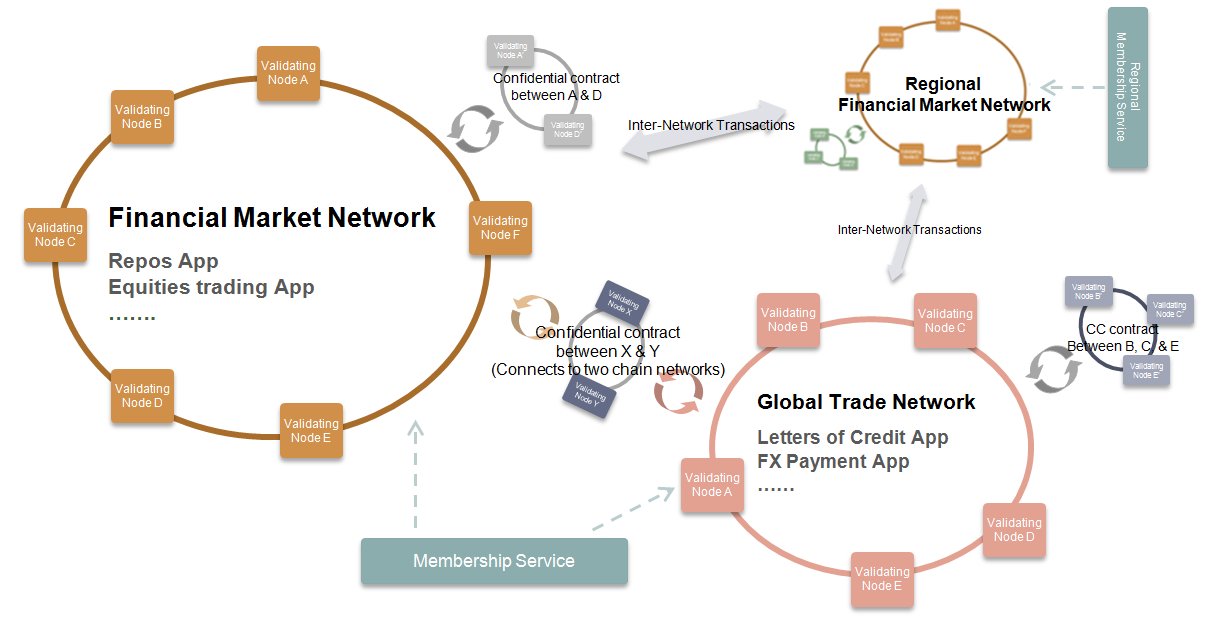 Validating
Node A
Validating
Node B
Validating
Node C
Validating
Node D
Validating
Node E
Validating
Node F
Financial Market Network
Repos App
Equities trading App
…….
Validating
Node A'
Confidential contract
between A & D
Validating
Node D'
Inter-Network Transactions
Regional
Financial Market Network
Regional
Membership Service
Inter-Network Transactions
Validating
Node X
Confidential contract
between X & Y
(Connects to two chain networks)
Validating
Node Y
Validating
Node B
Validating
Node C
Global Trade Network
Letters of Credit App
FX Payment App
……
Validating
Node A
Validating
Node D
Validating
Node E
Validating
Node B'
Validating
Node C'
CC contract
Between B, C, & E
Validating
Node E'
Membership Service